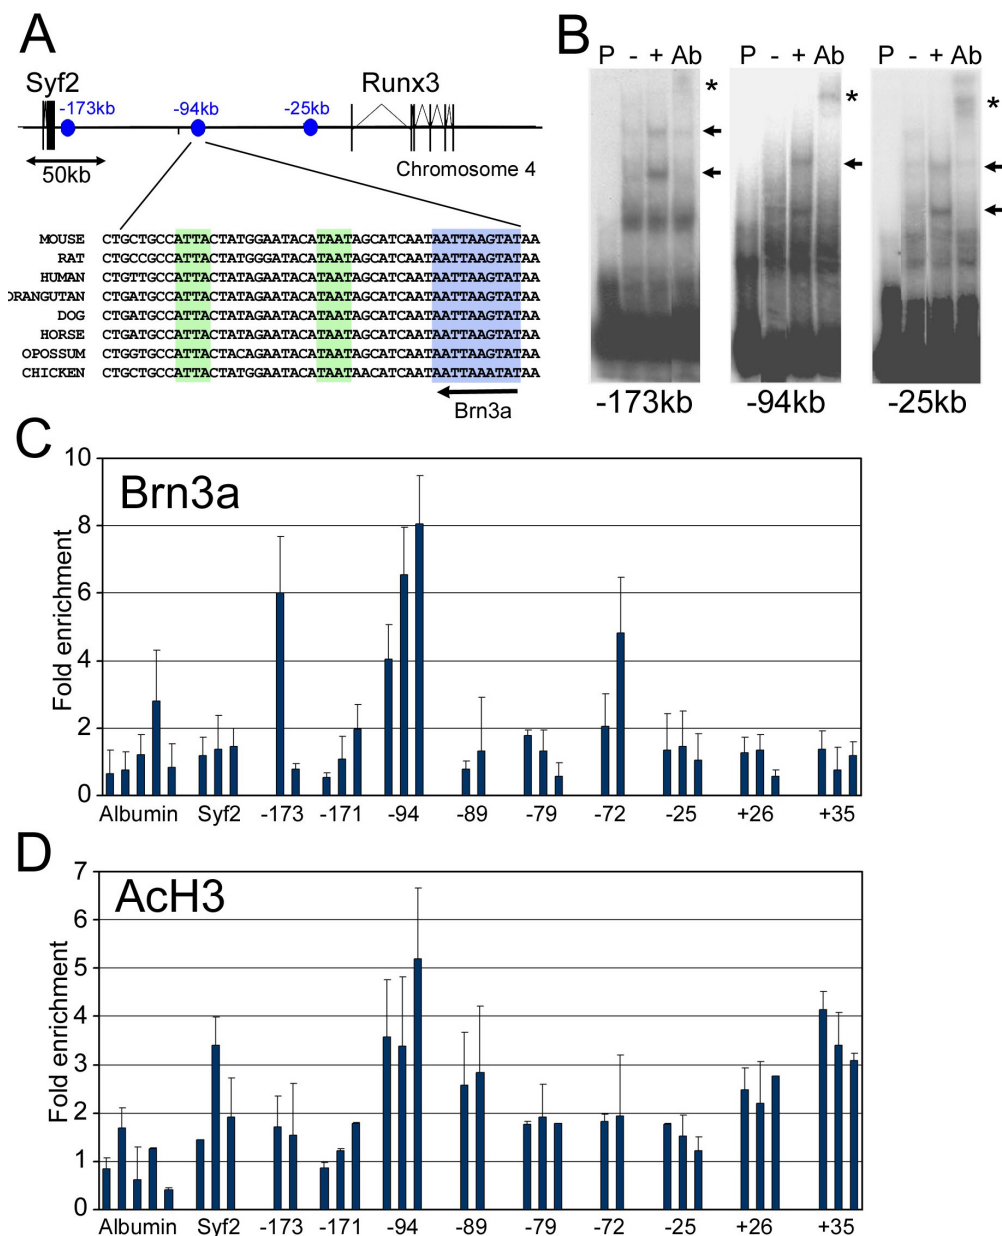 A
Syf2
Runx3
-173kb
-94kb
-25kb
50kb
Chromosome 4
MOUSE CTGCTGCCATTACTATGGAATACATAATAGCATCAATAATTAAGTATAA
RAT CTGCCGCCATTACTATGGGATACATAATAGCATCAATAATTAAGTATAA
HUMAN CTGTTGCCATTACTATAGAATACATAATAGCATCAATAATTAAGTATAA
ORANGUTAN CTGATGCCATTACTATAGAATACATAATAGCATCAATAATTAAGTATAA
DOG CTGATGCCATTACTATAGAATACATAATAGCATCAATAATTAAGTATAA
HORSE CTGATGCCATTACTATAGAATACATAATAGCATCAATAATTAAGTATAA
OPOSSUM CTGGTGCCATTACTACAGAATACATAATAGCATCAATAATTAAGTATAA
CHICKEN CTGCTGCCATTACTATGGAATACATAATAACATCAATAATTAAATATAA
Brn3a
B
P - + Ab P - + Ab P - + Ab
* * *
-173kb -94kb -25kb
C
Brn3a
Fold enrichment
10
8
6
4
2
0
Albumin Syf2 -173 -171 -94 -89 -79 -72 -25 +26 +35
D
AcH3
Fold enrichment
7
6
5
4
3
2
1
0
Albumin Syf2 -173 -171 -94 -89 -79 -72 -25 +26 +35